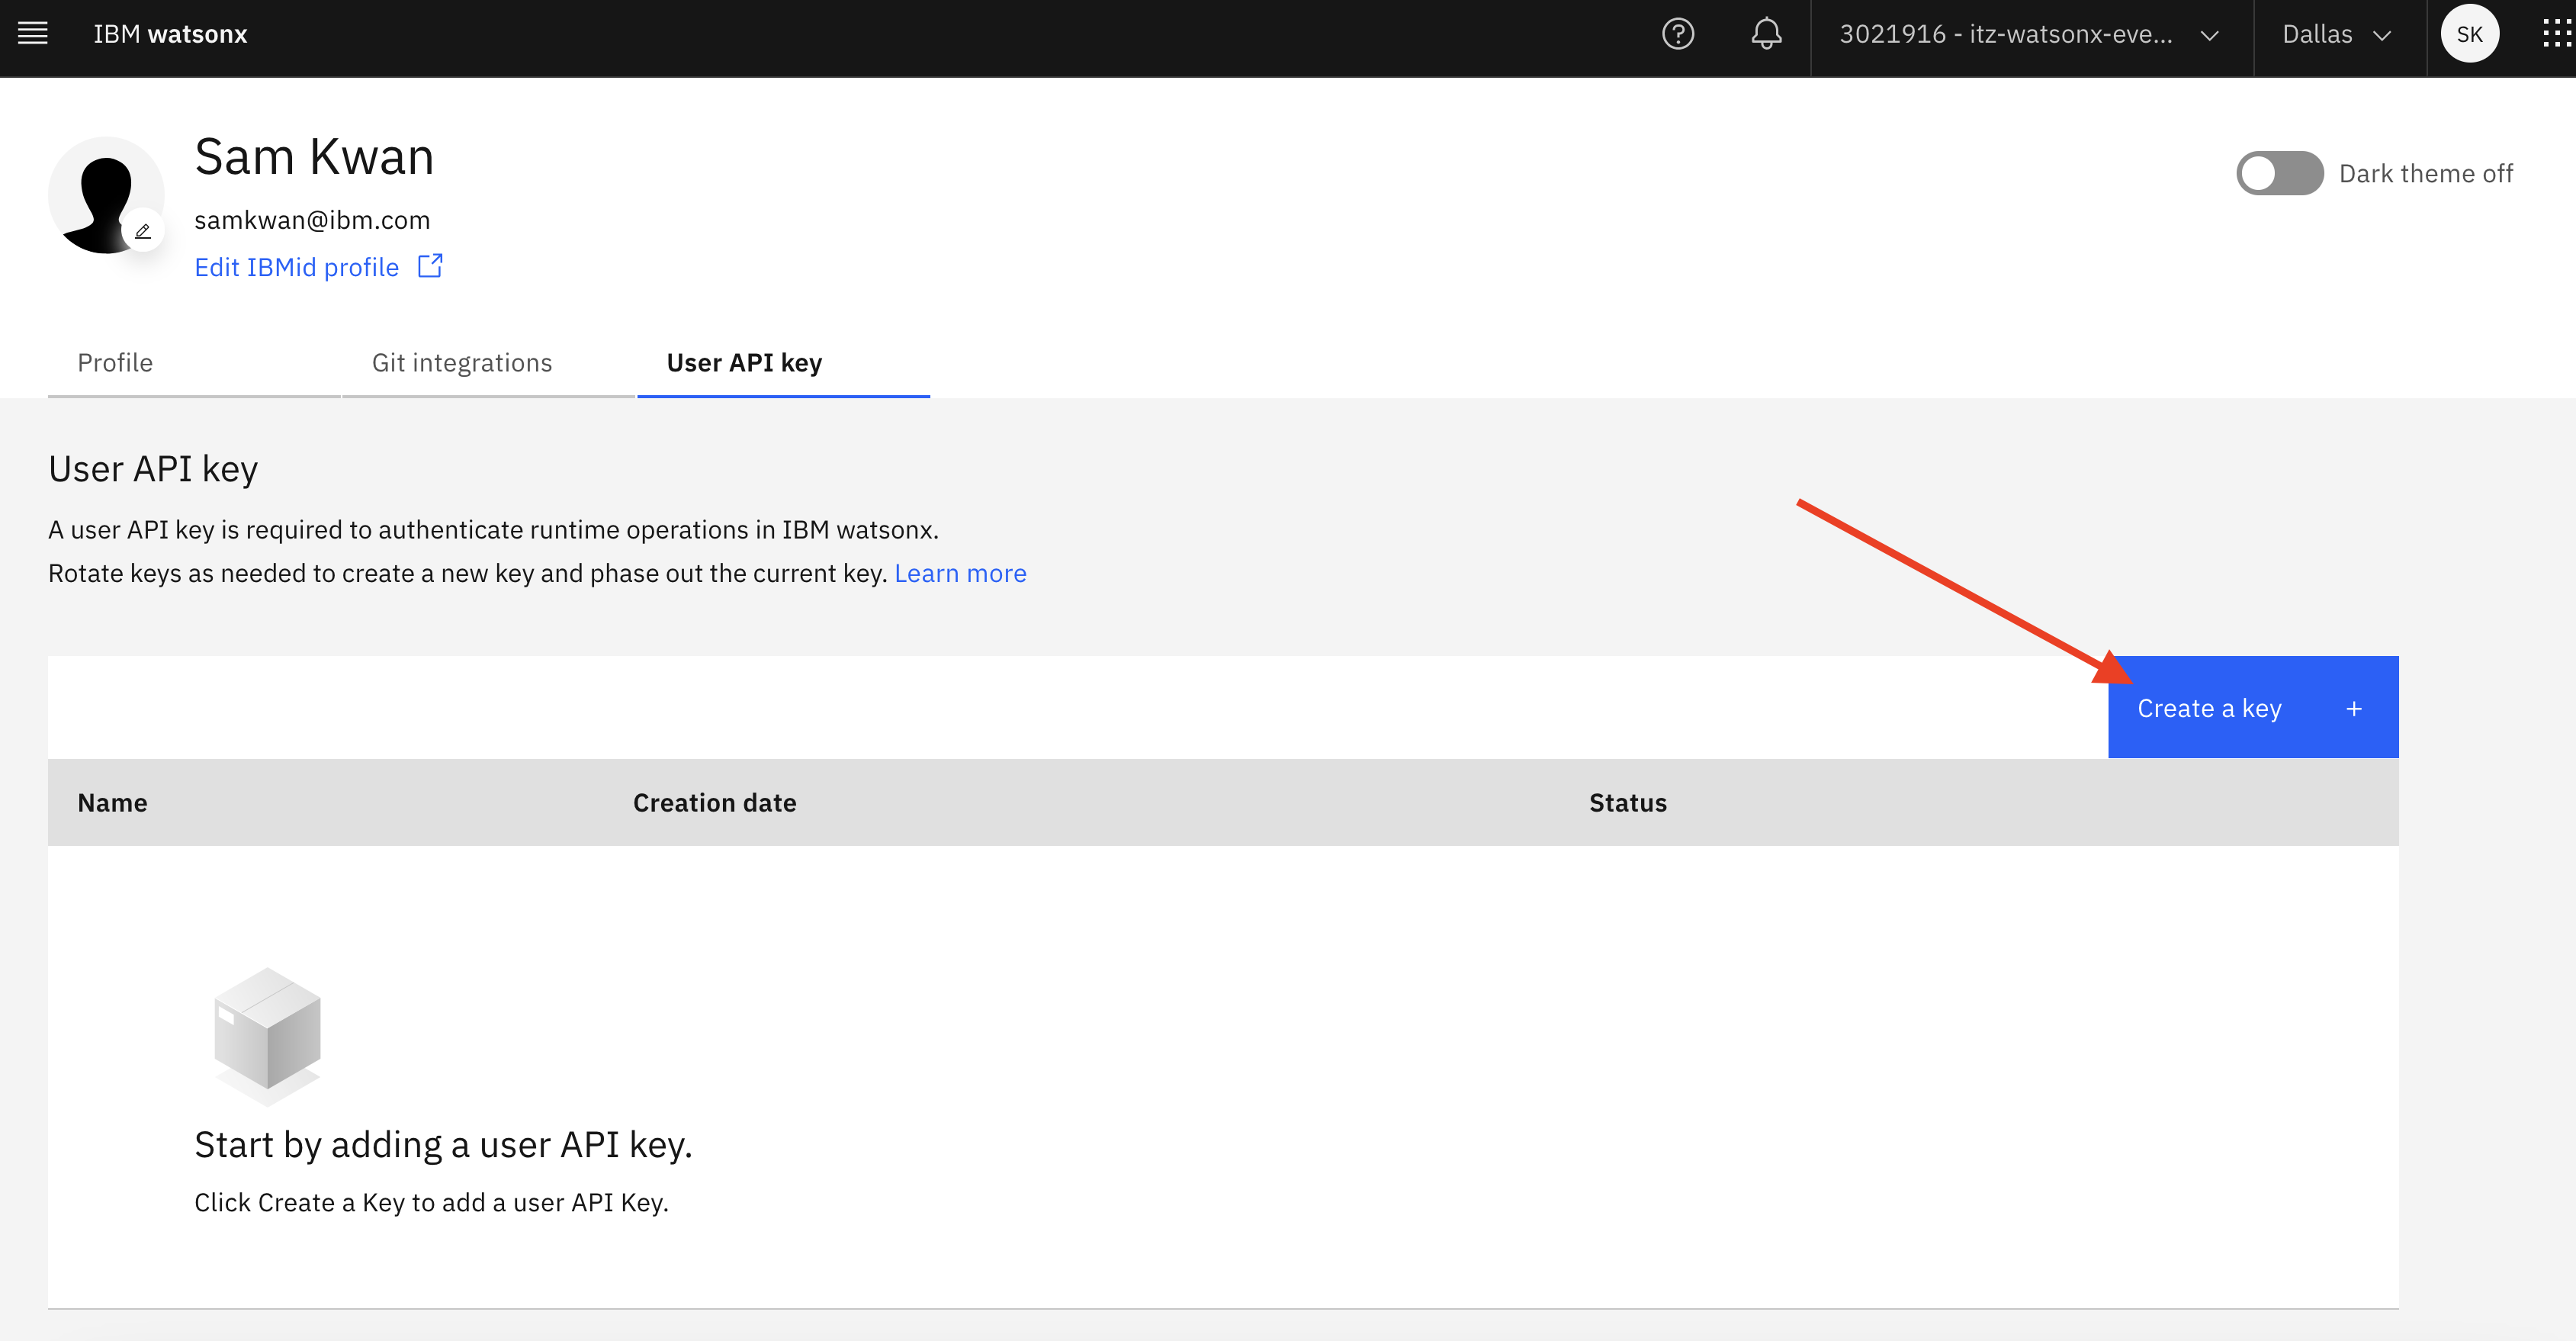 IBM watsonx
3021916 - itz-watsonx-eve...
Dallas
SK
Sam Kwan
samkwan@ibm.com
Edit IBMid profile
Dark theme off
Profile
Git integrations
User API key
User API key
A user API key is required to authenticate runtime operations in IBM watsonx.
Rotate keys as needed to create a new key and phase out the current key. Learn more
Create a key +
Name
Creation date
Status
Start by adding a user API key.
Click Create a Key to add a user API Key.